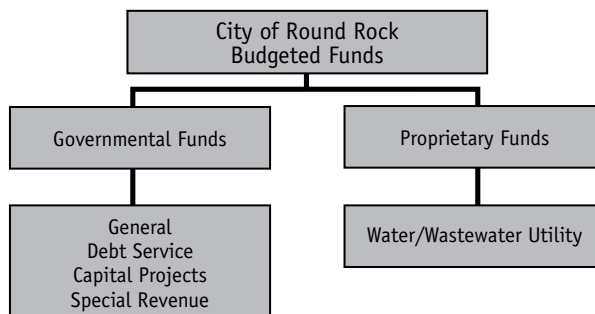 City of Round Rock
Budgeted Funds
Governmental Funds
Proprietary Funds
General
Debt Service
Capital Projects
Special Revenue
Water/Wastewater Utility